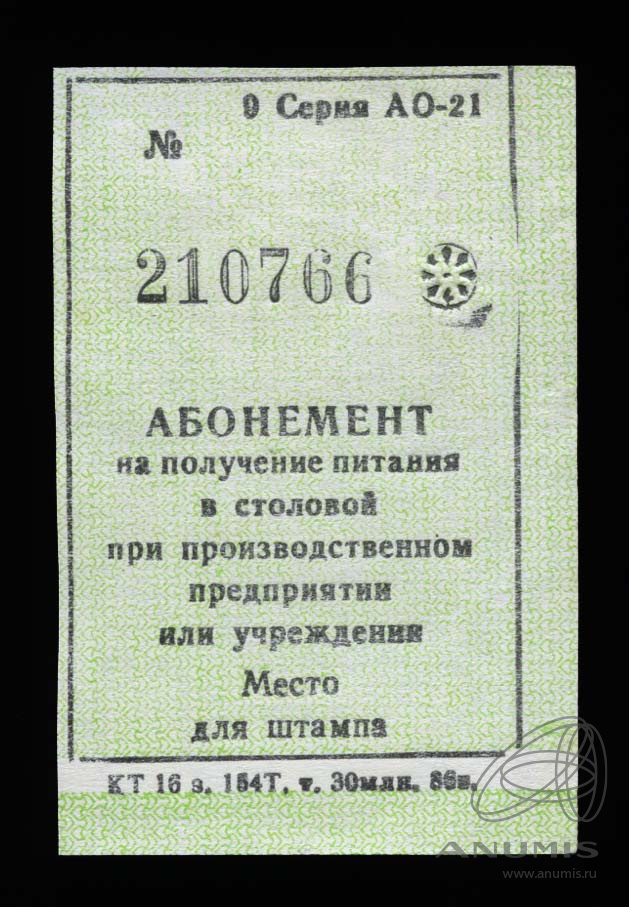 9 Серия АО-21
№
210766
АБОНЕМЕНТ
на получение питания
в столовой
при производственном
предприятии
или учреждении
Место
для штампа
КТ 16 з. 154Т. т. 30млн. 86г.
ANUMIS
www.anumis.ru